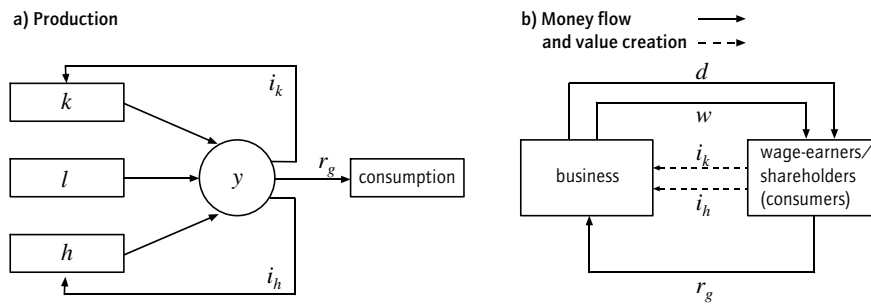 a) Production
k
l
h
y
i_k
r_g
i_h
consumption
b) Money flow
and value creation
d
w
business
i_k
i_h
wage-earners/
shareholders
(consumers)
r_g